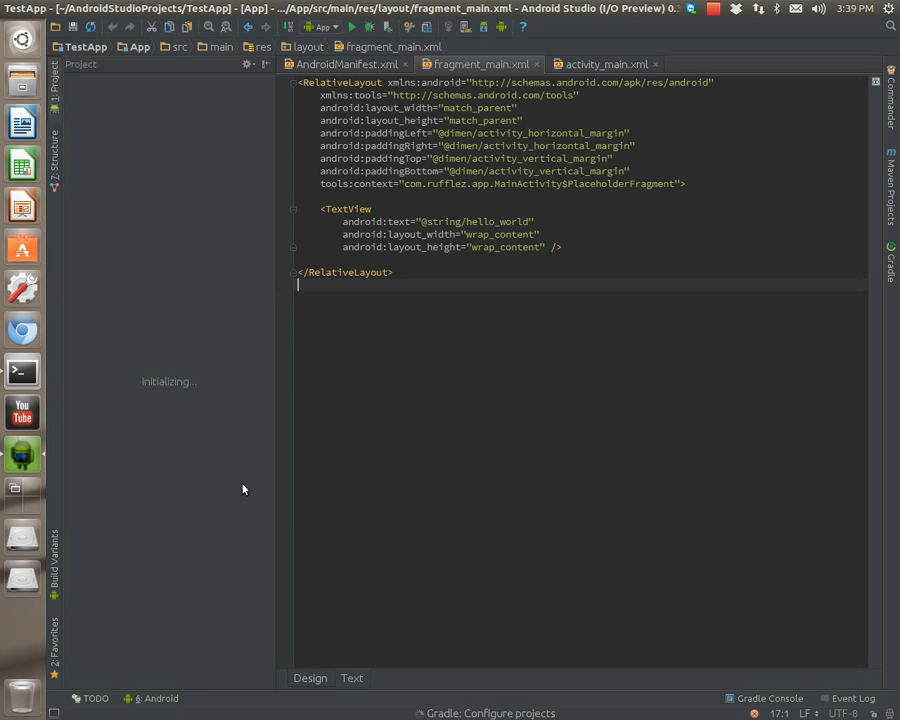 TestApp - [~/AndroidStudioProjects/TestApp] - [App] - .../App/src/main/res/layout/fragment_main.xml - Android Studio (I/O Preview) 0.
3:39 PM
TestApp App src main res layout fragment_main.xml
Project
AndroidManifest.xml × fragment_main.xml × activity_main.xml ×
1: Project
Z: Structure
Build Variants
2: Favorites
Initializing...
<RelativeLayout xmlns:android="http://schemas.android.com/apk/res/android"
xmlns:tools="http://schemas.android.com/tools"
android:layout_width="match_parent"
android:layout_height="match_parent"
android:paddingLeft="@dimen/activity_horizontal_margin"
android:paddingRight="@dimen/activity_horizontal_margin"
android:paddingTop="@dimen/activity_vertical_margin"
android:paddingBottom="@dimen/activity_vertical_margin"
tools:context="com.rufflez.app.MainActivity$PlaceholderFragment">
<TextView
android:text="@string/hello_world"
android:layout_width="wrap_content"
android:layout_height="wrap_content" />
</RelativeLayout>
Commander
Maven Projects
Gradle
You
Tube
Design Text
TODO 6: Android Gradle Console Event Log
Gradle: Configure projects 17:1 LF UTF-8